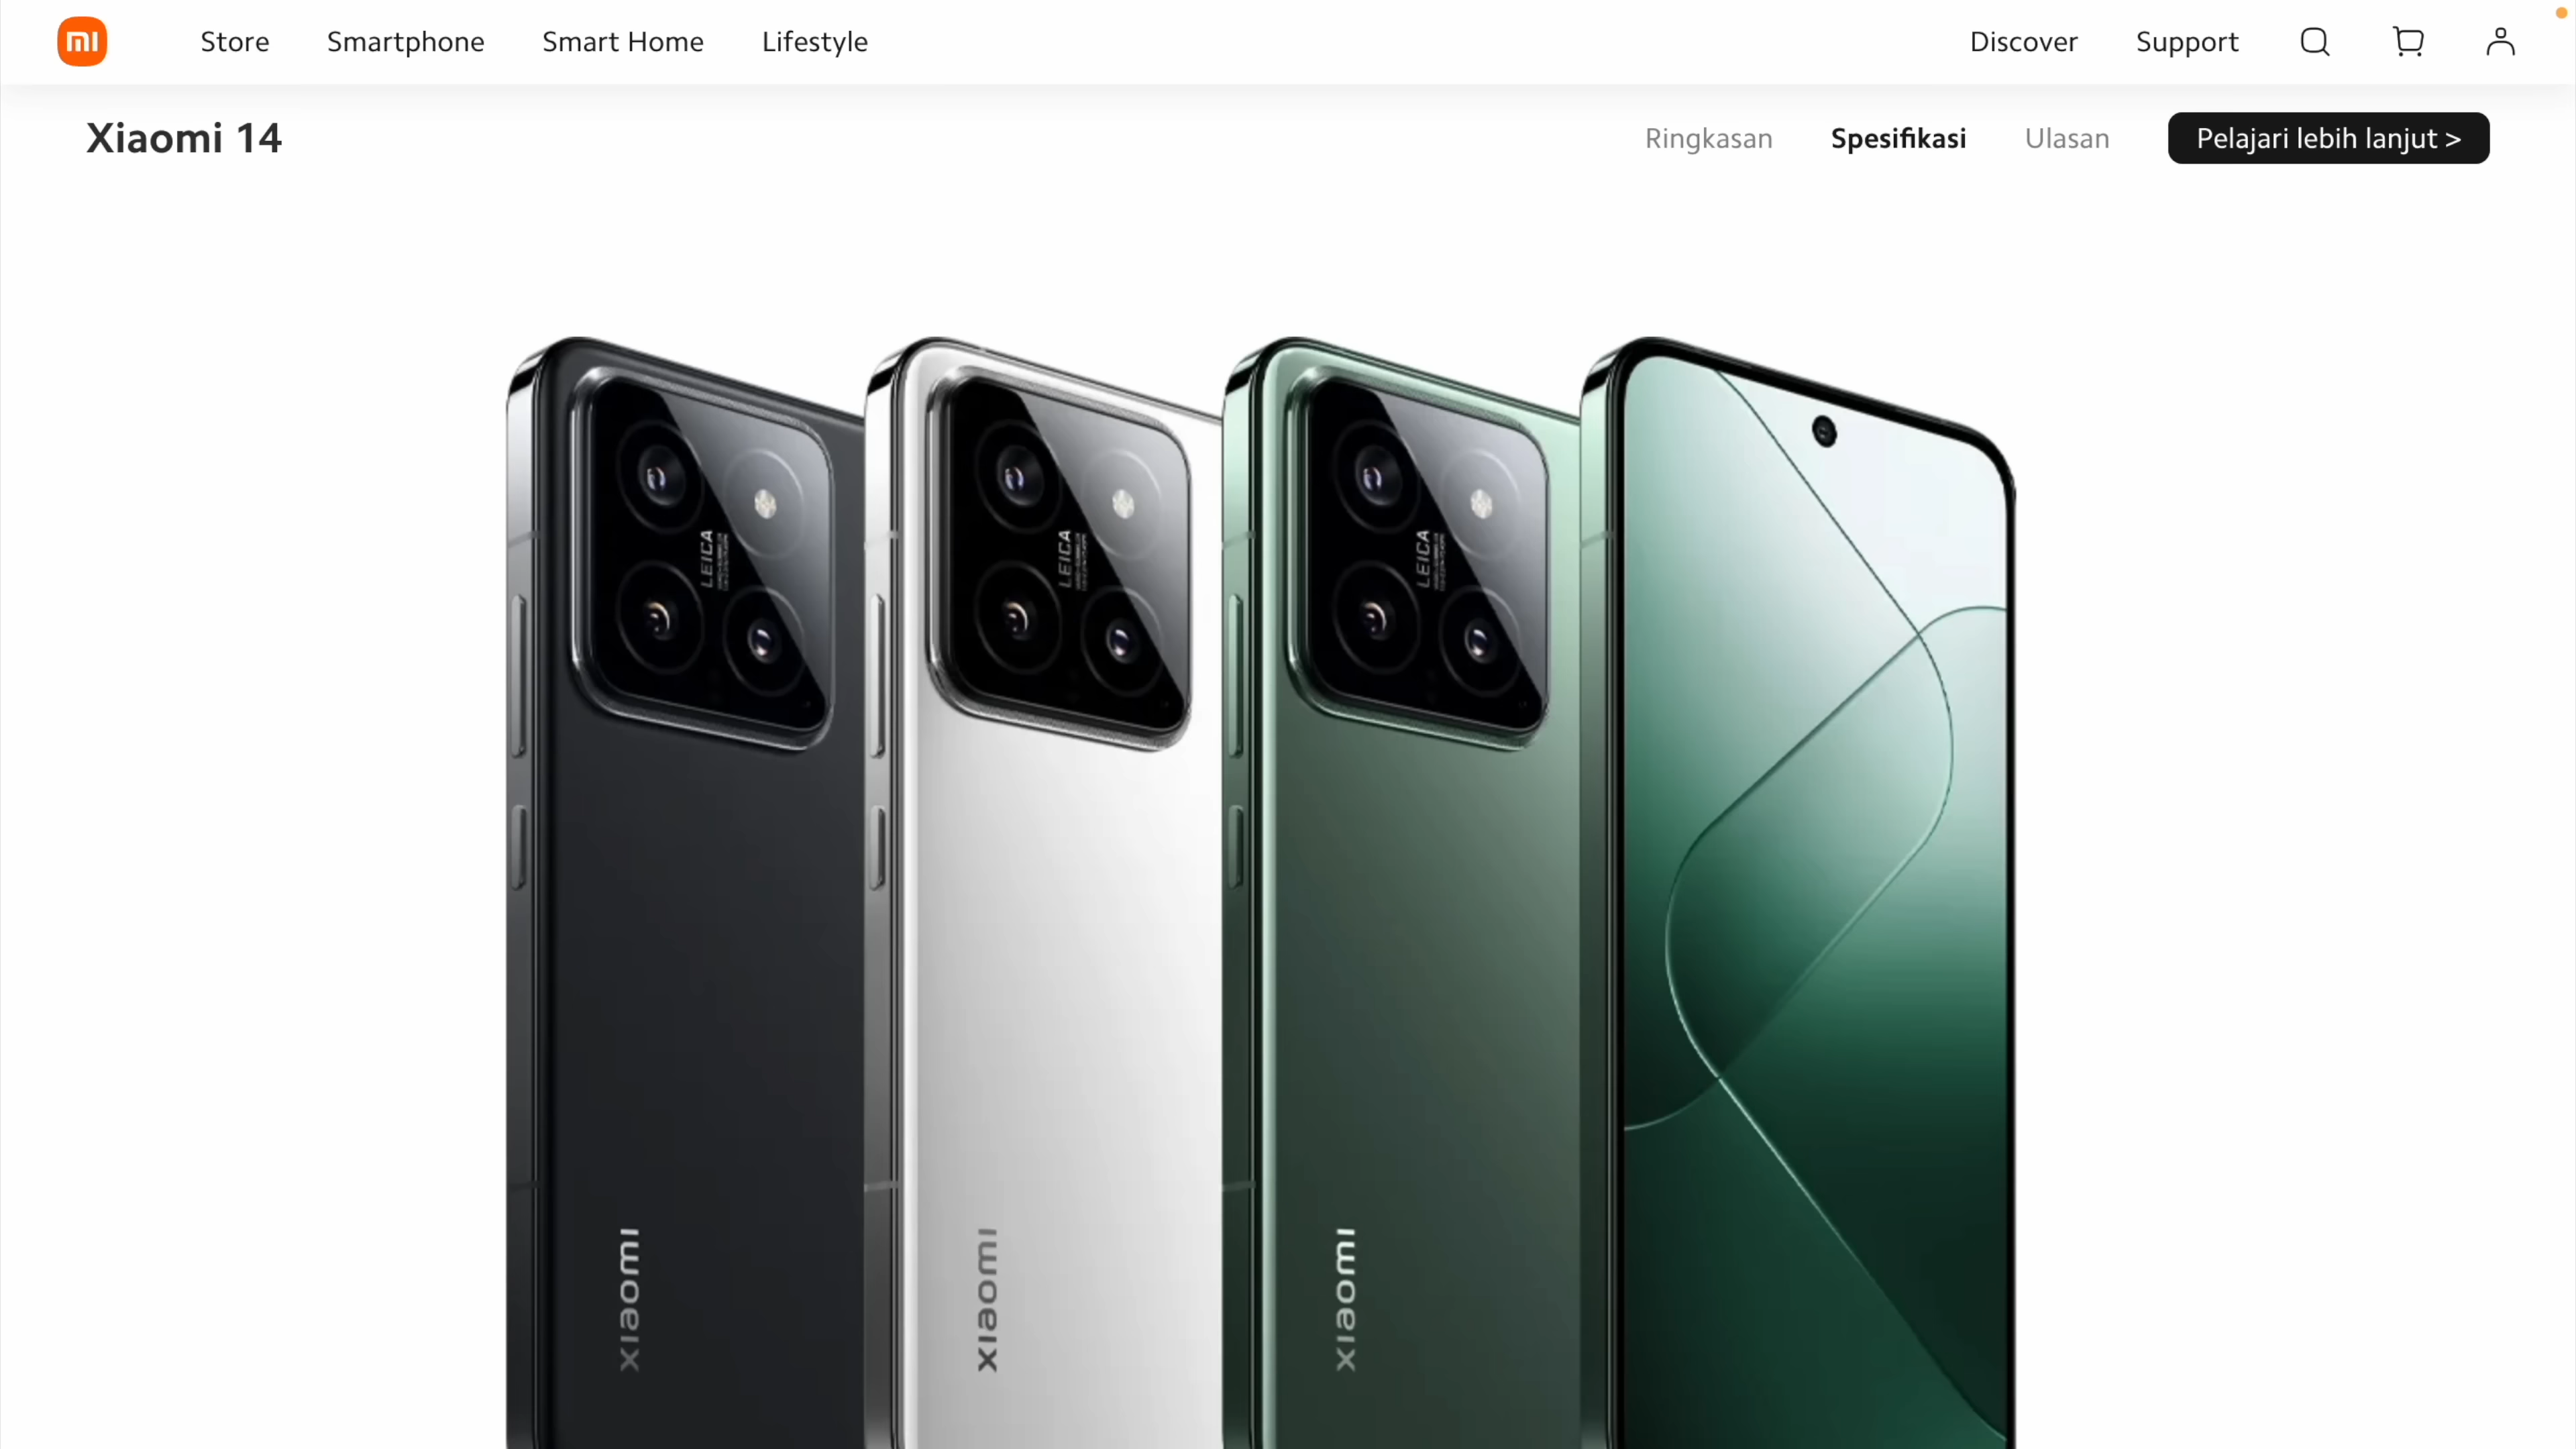 mi
Store Smartphone Smart Home Lifestyle Discover Support
Xiaomi 14
Ringkasan Spesifikasi Ulasan Pelajari lebih lanjut >
LEICA
LEICA
LEICA
xiaomi
xiaomi
xiaomi